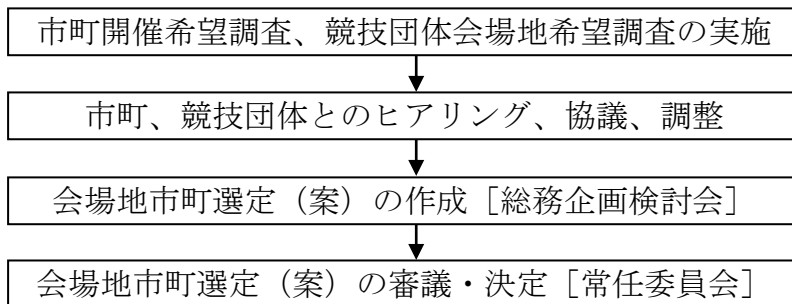 市町開催希望調査、競技団体会場地希望調査の実施
市町、競技団体とのヒアリング、協議、調整
会場地市町選定（案）の作成［総務企画検討会］
会場地市町選定（案）の審議・決定［常任委員会］